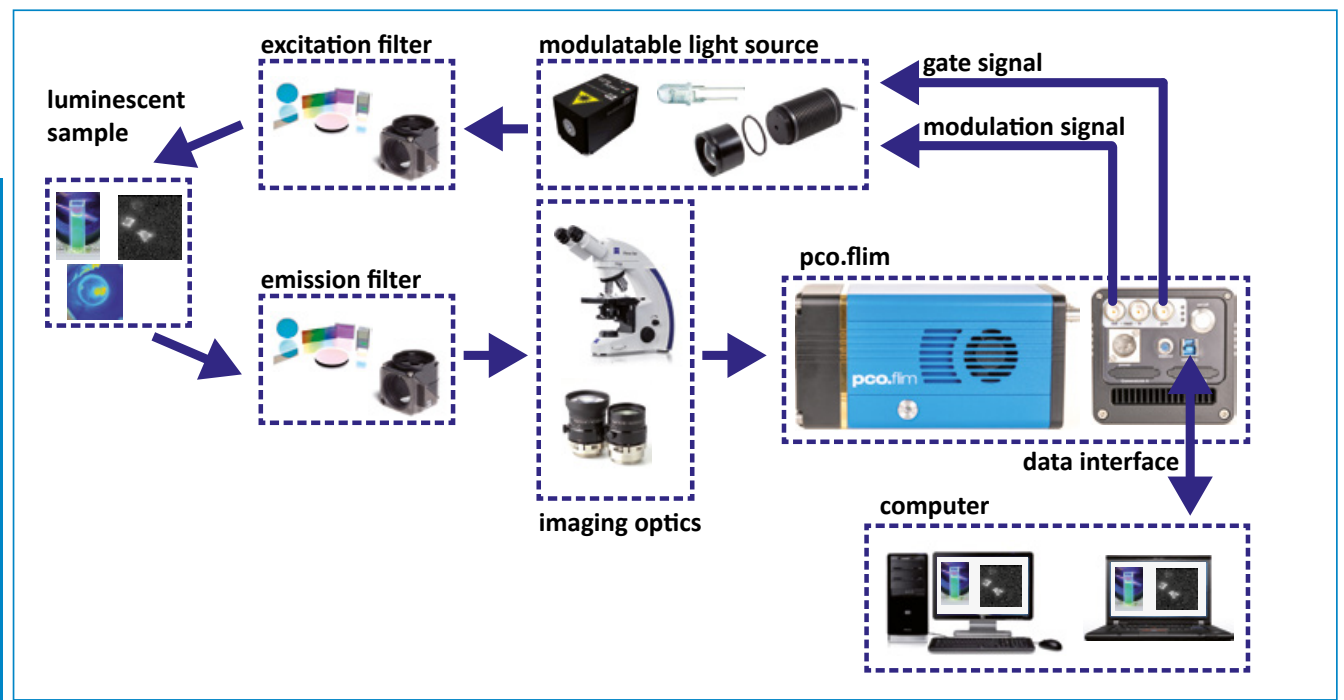 excitation filter
modulatable light source
gate signal
luminescent
sample
modulation signal
emission filter
pco.flim
pco.flim
data interface
imaging optics
computer